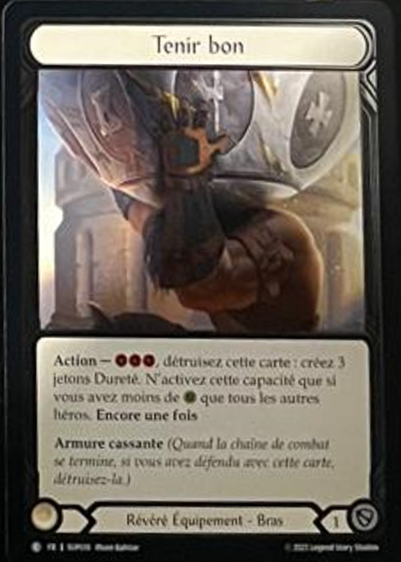 Tenir bon
Action — , détruisez cette carte : créez 3
jetons Dureté. N'activez cette capacité que si
vous avez moins de que tous les autres
héros. Encore une fois
Armure cassante (Quand la chaîne de combat
se termine, si vous avez défendu avec cette carte,
détruisez-la.)
Révéré Équipement - Bras
1
C FR
© 2025 Legend Story Studios